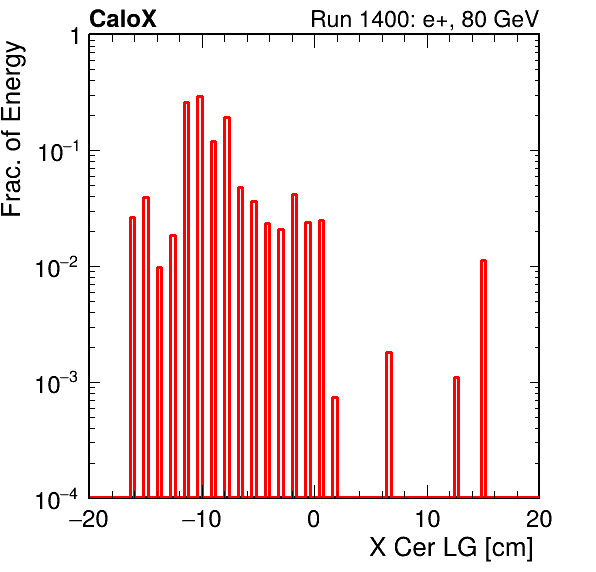 CaloX Run 1400: e+, 80 GeV
Frac. of Energy
1
10⁻¹
10⁻²
10⁻³
10⁻⁴
−20 −10 0 10 20
X Cer LG [cm]